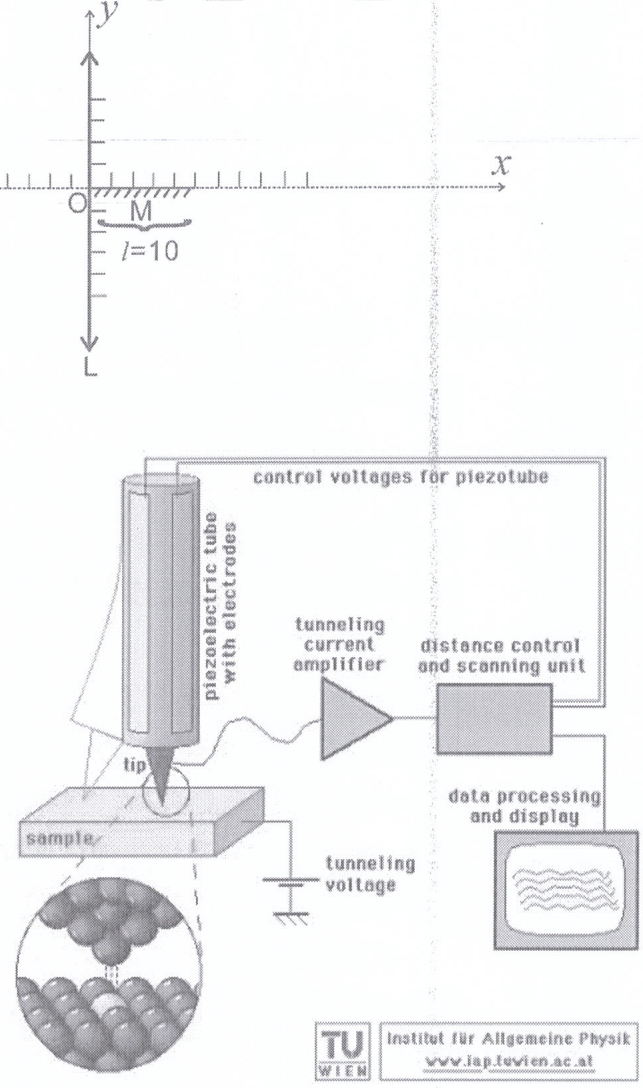 y
x
O
M
l=10
L
control voltages for piezotube
piezoelectric tube
with electrodes
tunneling
current
amplifier
distance control
and scanning unit
tip
data processing
and display
sample
tunneling
voltage
TU
WIEN
Institut für Allgemeine Physik
www.iap.tuwien.ac.at